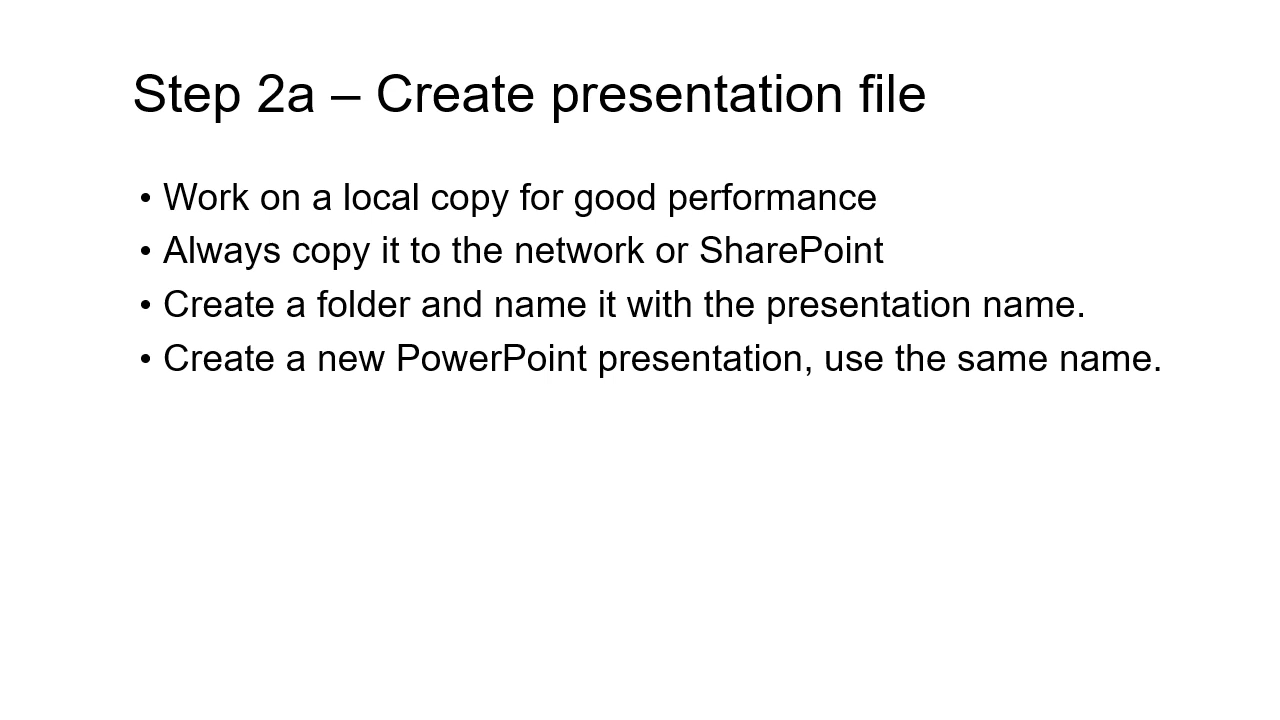 Step 2a – Create presentation file
• Work on a local copy for good performance
• Always copy it to the network or SharePoint
• Create a folder and name it with the presentation name.
• Create a new PowerPoint presentation, use the same name.